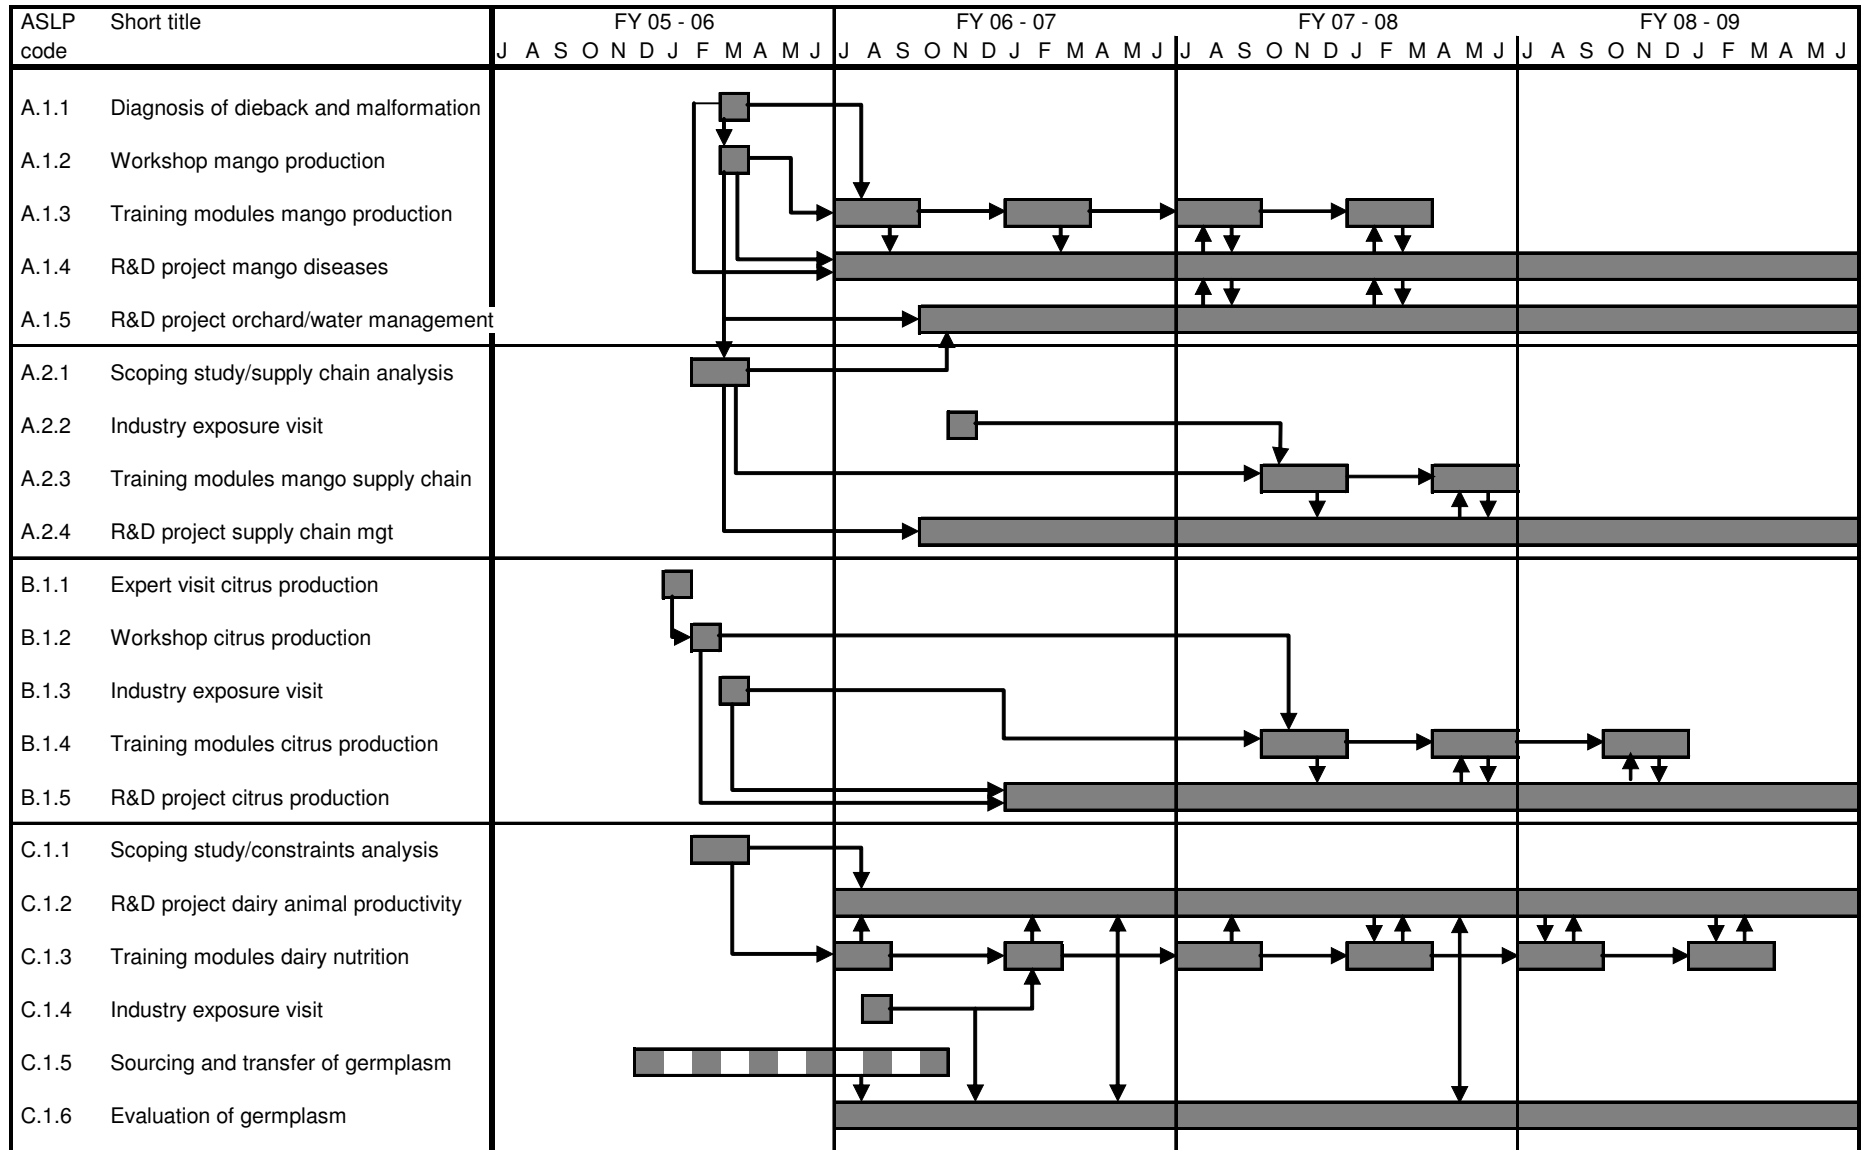 ASLP Short title FY 05 - 06 FY 06 - 07 FY 07 - 08 FY 08 - 09
code J A S O N D J F M A M J J A S O N D J F M A M J J A S O N D J F M A M J J A S O N D J F M A M J
A.1.1 Diagnosis of dieback and malformation
A.1.2 Workshop mango production
A.1.3 Training modules mango production
A.1.4 R&D project mango diseases
A.1.5 R&D project orchard/water management
A.2.1 Scoping study/supply chain analysis
A.2.2 Industry exposure visit
A.2.3 Training modules mango supply chain
A.2.4 R&D project supply chain mgt
B.1.1 Expert visit citrus production
B.1.2 Workshop citrus production
B.1.3 Industry exposure visit
B.1.4 Training modules citrus production
B.1.5 R&D project citrus production
C.1.1 Scoping study/constraints analysis
C.1.2 R&D project dairy animal productivity
C.1.3 Training modules dairy nutrition
C.1.4 Industry exposure visit
C.1.5 Sourcing and transfer of germplasm
C.1.6 Evaluation of germplasm